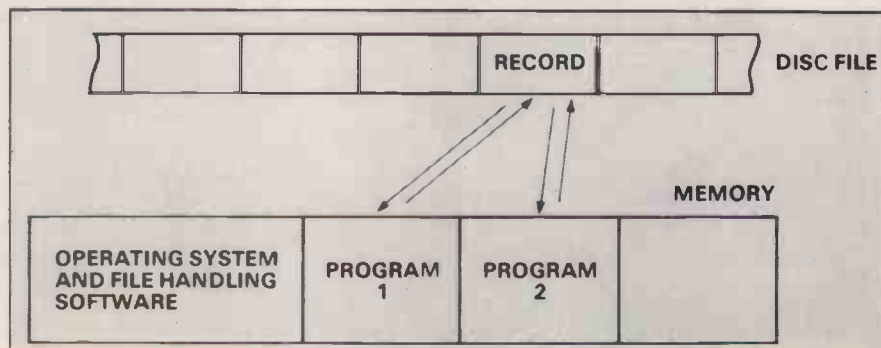 RECORD
DISC FILE
MEMORY
OPERATING SYSTEM
AND FILE HANDLING
SOFTWARE
PROGRAM
1
PROGRAM
2